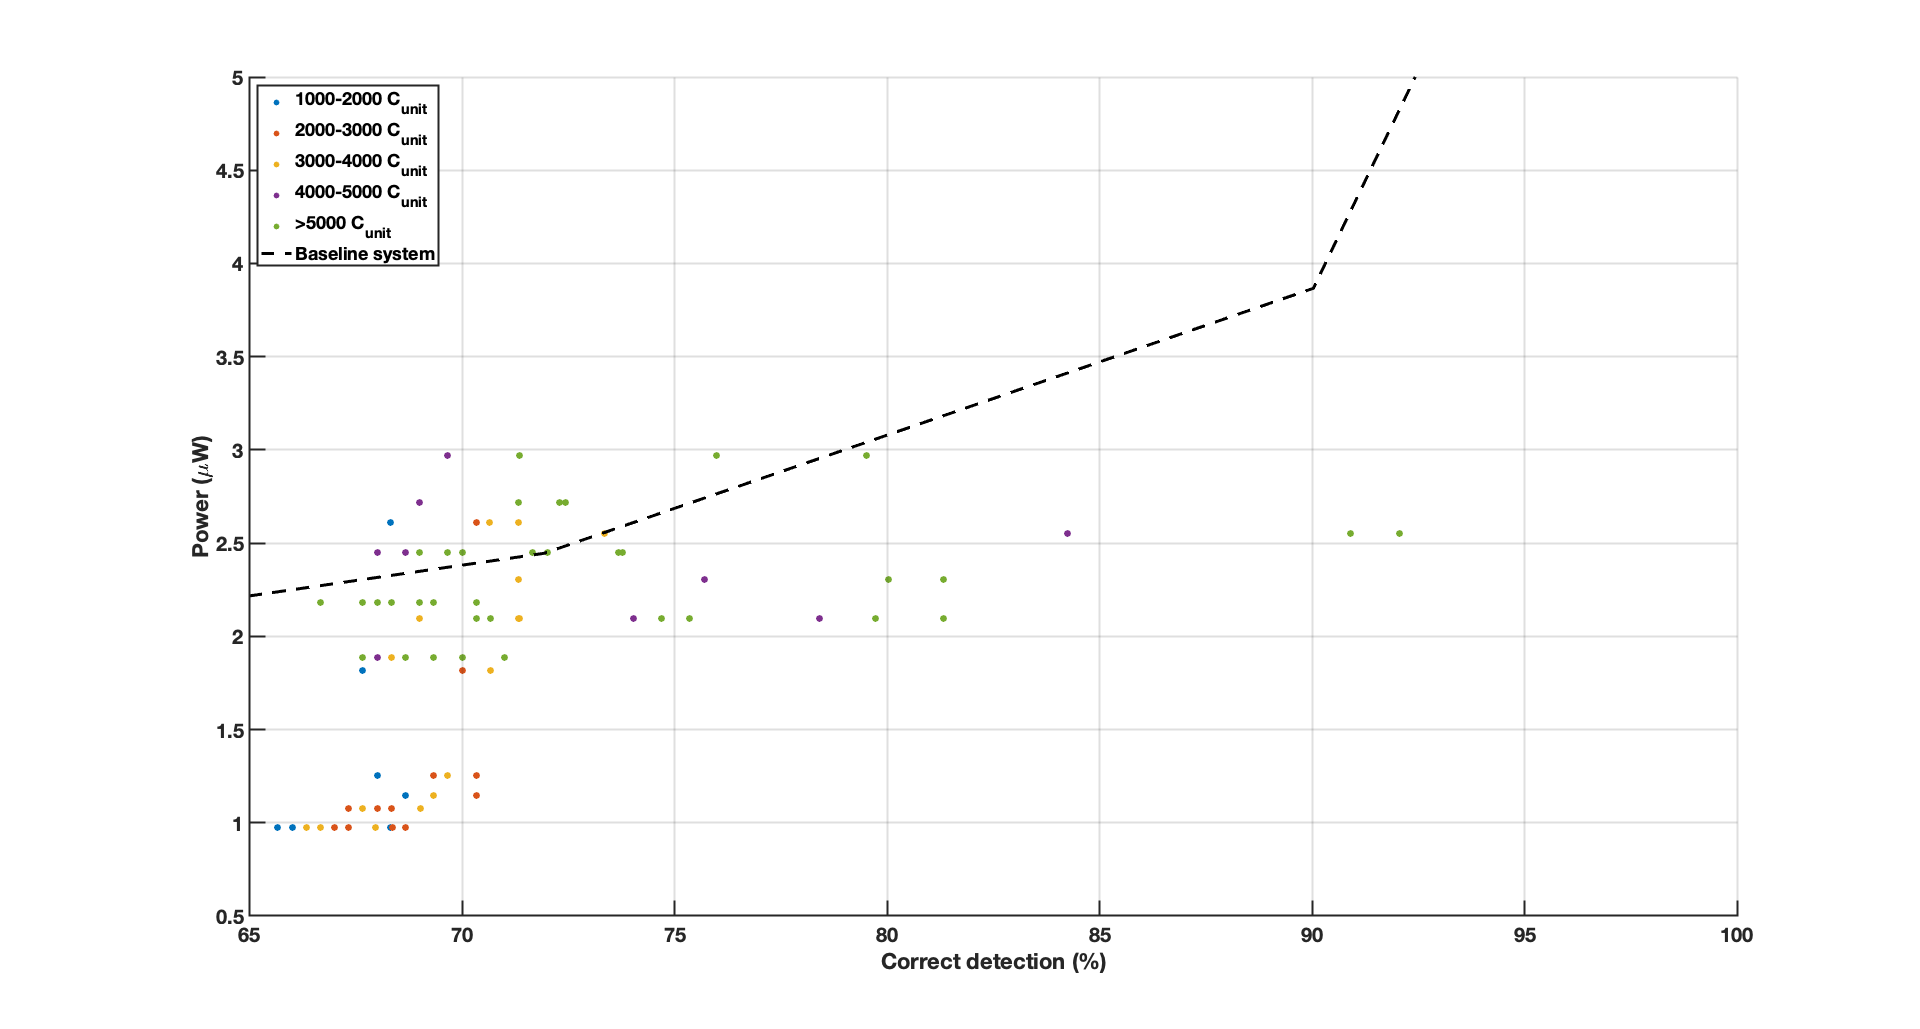 5
4.5
4
3.5
3
2.5
2
1.5
1
0.5
Power (μW)
1000-2000 Cunit
2000-3000 Cunit
3000-4000 Cunit
4000-5000 Cunit
>5000 Cunit
Baseline system
65 70 75 80 85 90 95 100
Correct detection (%)